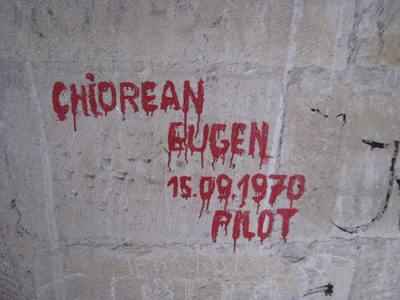 CHIOREAN
EUGEN
15.09.1970
PILOT